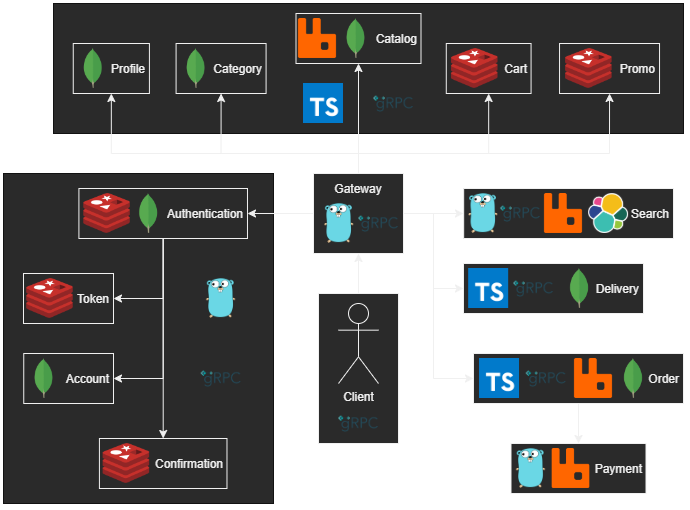 Profile
Category
Catalog
Cart
Promo
TS
gRPC
Gateway
gRPC
Authentication
Search
gRPC
Token
TS
gRPC
Delivery
Account
gRPC
Client
gRPC
TS
gRPC
Order
Confirmation
Payment